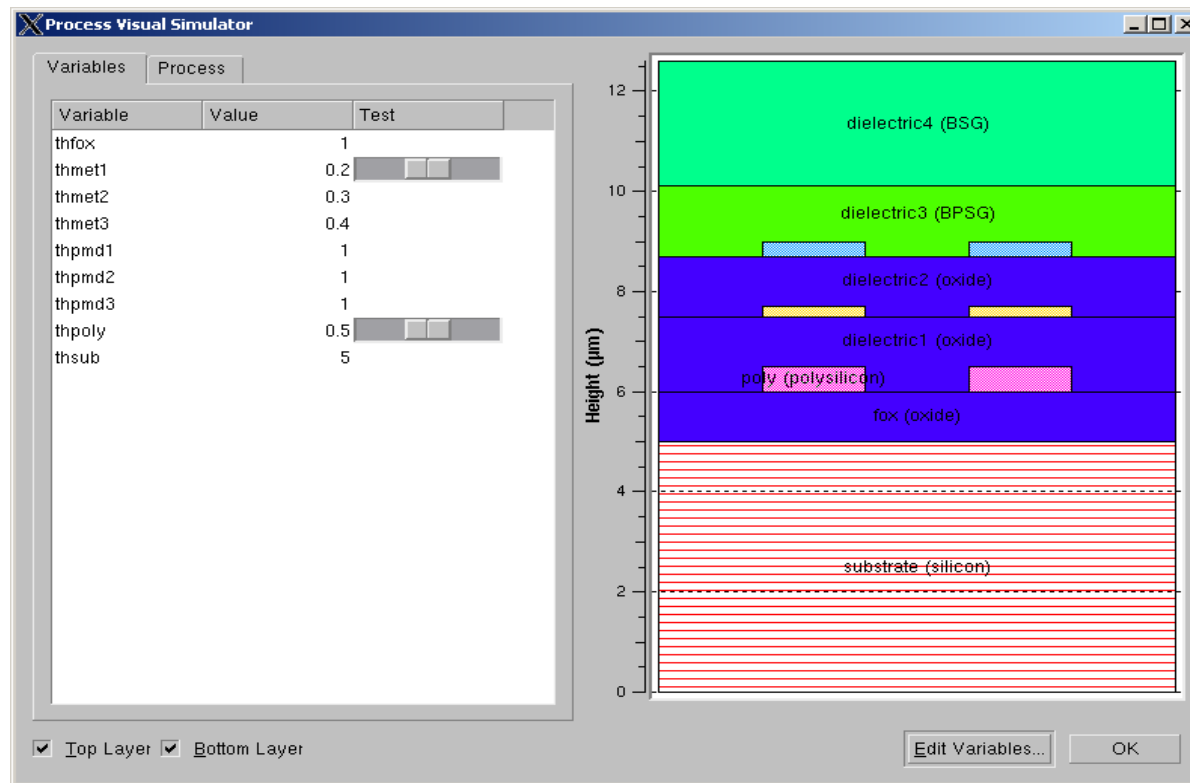 Process Visual Simulator
Variables Process
Variable Value Test
thfox 1
thmet1 0.2
thmet2 0.3
thmet3 0.4
thpmd1 1
thpmd2 1
thpmd3 1
thpoly 0.5
thsub 5
Height (µm)
12
10
8
6
4
2
0
dielectric4 (BSG)
dielectric3 (BPSG)
dielectric2 (oxide)
dielectric1 (oxide)
poly (polysilicon)
fox (oxide)
substrate (silicon)
Top Layer Bottom Layer
Edit Variables... OK